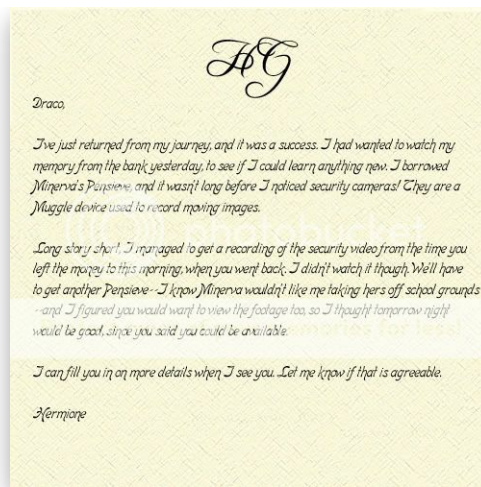 HG
Draco,
I've just returned from my journey, and it was a success. I had wanted to watch my
memory from the bank yesterday, to see if I could learn anything new. I borrowed
Minerva's Pensieve, and it wasn't long before I noticed security cameras! They are a
Muggle device used to record moving images.
Long story short, I managed to get a recording of the security video from the time you
left the money to this morning, when you went back. I didn't watch it though. We'll have
to get another Pensieve--I know Minerva wouldn't like me taking hers off school grounds
--and I figured you would want to view the footage too, so I thought tomorrow night
would be good, since you said you could be available.
I can fill you in on more details when I see you. Let me know if that is agreeable.
Hermione